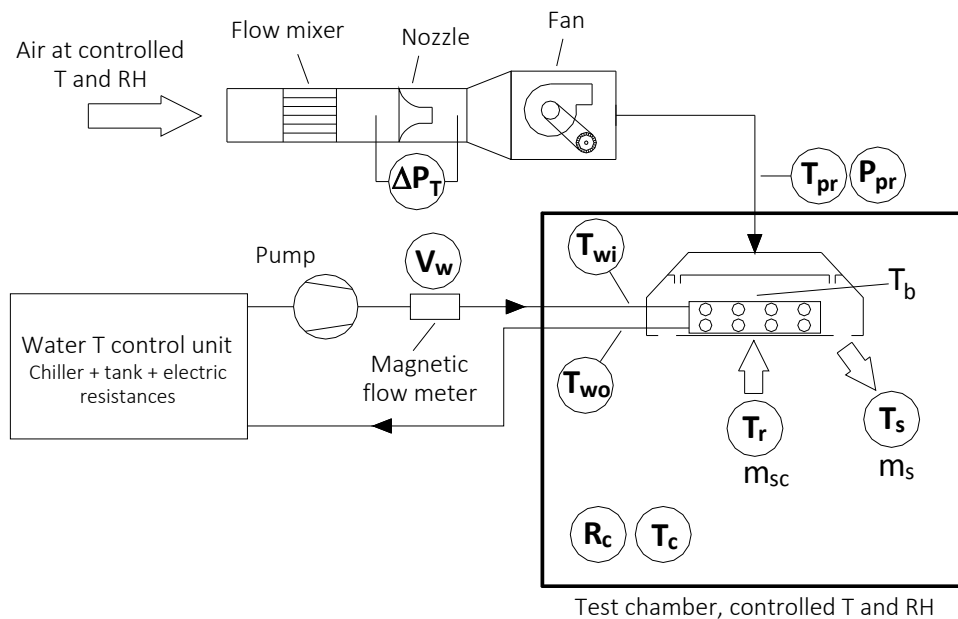 Flow mixer
Nozzle
Fan
Air at controlled
T and RH
ΔPT
Tpr
Ppr
Pump
Vw
Twi
Tb
Water T control unit
Chiller + tank + electric
resistances
Magnetic
flow meter
Two
Tr
Ts
msc
ms
Rc
Tc
Test chamber, controlled T and RH